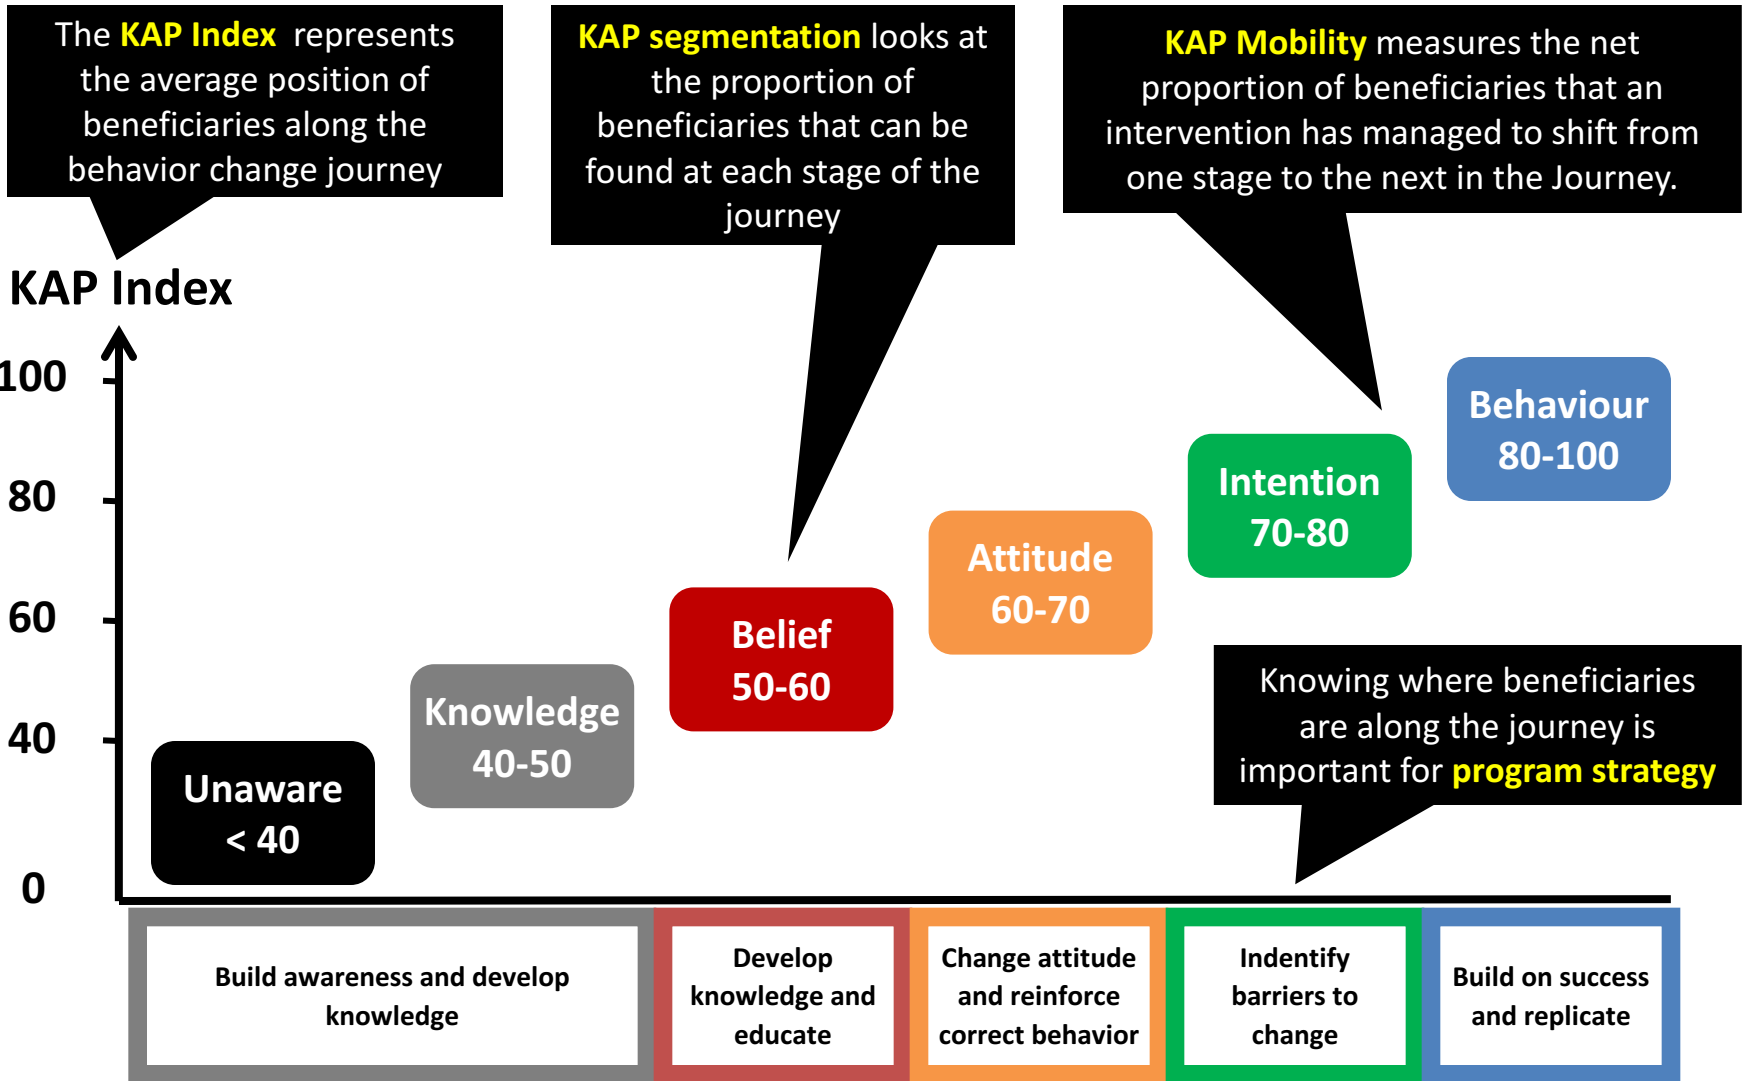 The KAP Index represents
the average position of
beneficiaries along the
behavior change journey
KAP segmentation looks at
the proportion of
beneficiaries that can be
found at each stage of the
journey
KAP Mobility measures the net
proportion of beneficiaries that an
intervention has managed to shift from
one stage to the next in the Journey.
KAP Index
100
80
60
40
0
Unaware
< 40
Knowledge
40-50
Belief
50-60
Attitude
60-70
Intention
70-80
Behaviour
80-100
Knowing where beneficiaries
are along the journey is
important for program strategy
Build awareness and develop
knowledge
Develop
knowledge and
educate
Change attitude
and reinforce
correct behavior
Indentify
barriers to
change
Build on success
and replicate